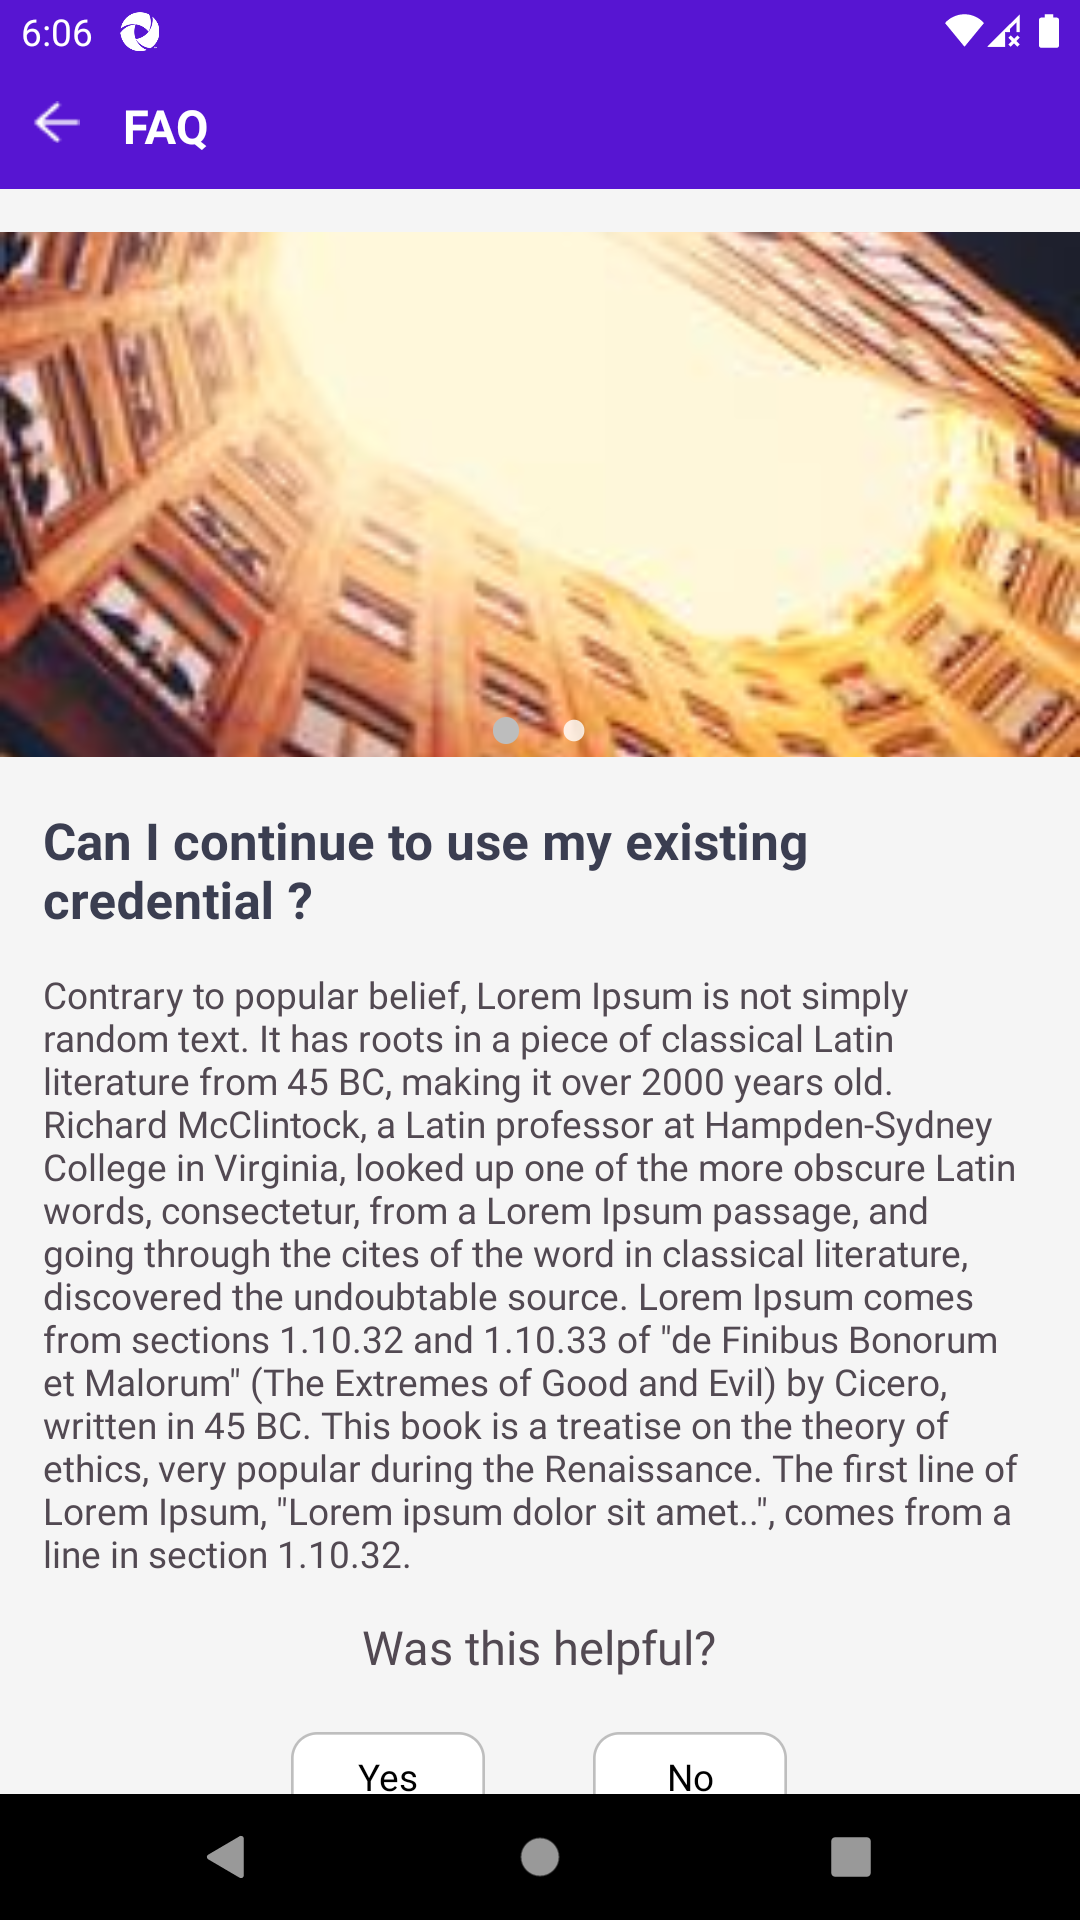 6:06
FAQ
Can I continue to use my existing
credential ?
Contrary to popular belief, Lorem Ipsum is not simply
random text. It has roots in a piece of classical Latin
literature from 45 BC, making it over 2000 years old.
Richard McClintock, a Latin professor at Hampden-Sydney
College in Virginia, looked up one of the more obscure Latin
words, consectetur, from a Lorem Ipsum passage, and
going through the cites of the word in classical literature,
discovered the undoubtable source. Lorem Ipsum comes
from sections 1.10.32 and 1.10.33 of "de Finibus Bonorum
et Malorum" (The Extremes of Good and Evil) by Cicero,
written in 45 BC. This book is a treatise on the theory of
ethics, very popular during the Renaissance. The first line of
Lorem Ipsum, "Lorem ipsum dolor sit amet..", comes from a
line in section 1.10.32.
Was this helpful?
Yes No